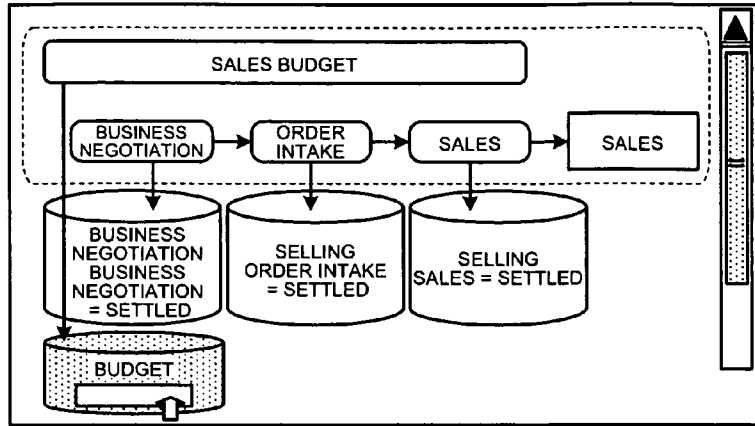 SALES BUDGET
BUSINESS
NEGOTIATION
ORDER
INTAKE
SALES
SALES
BUSINESS
NEGOTIATION
BUSINESS
NEGOTIATION
= SETTLED
SELLING
ORDER INTAKE
= SETTLED
SELLING
SALES = SETTLED
BUDGET